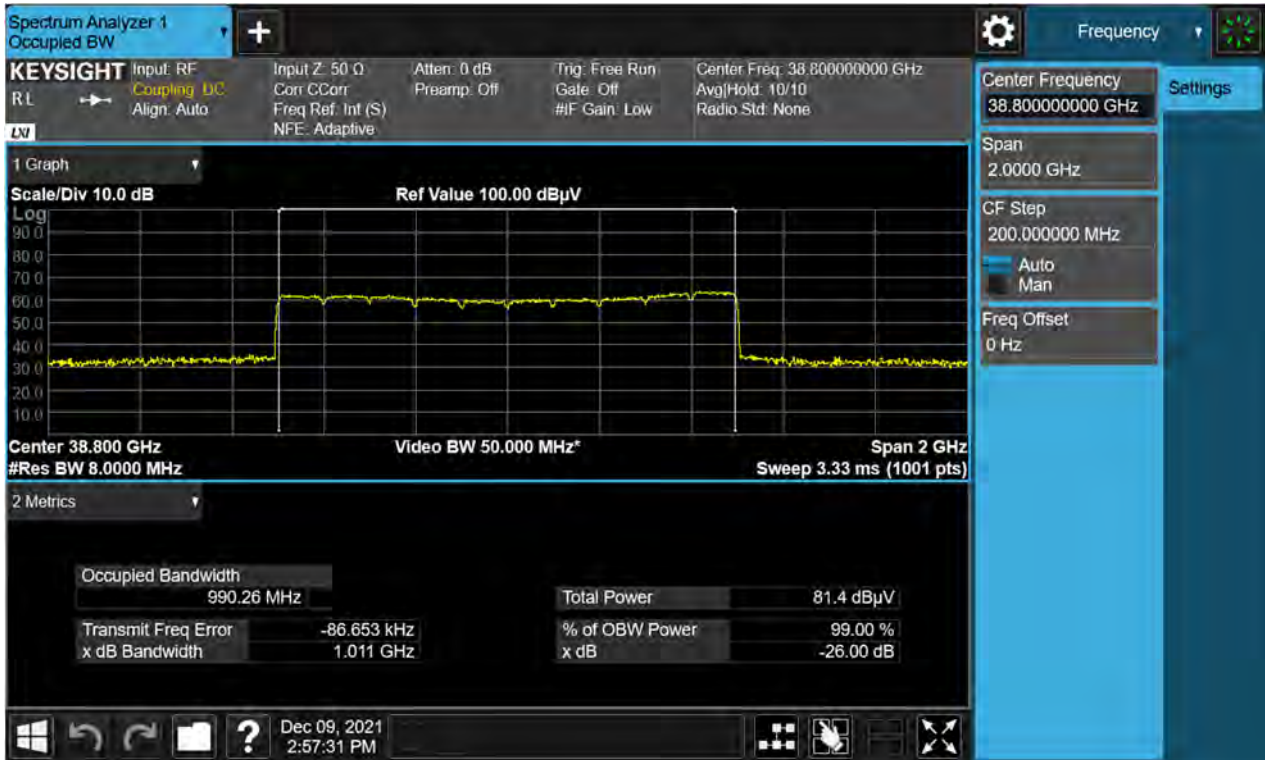 Spectrum Analyzer 1
Occupied BW
+
Frequency
KEYSIGHT
RL
LXI
Input: RF
Coupling: DC
Align: Auto
Input Z: 50 Ω
Corr CCorr
Freq Ref: Int (S)
NFE: Adaptive
Atten: 0 dB
Preamp: Off
Trig: Free Run
Gate: Off
#IF Gain: Low
Center Freq: 38.800000000 GHz
Avg|Hold: 10/10
Radio Std: None
Center Frequency
38.800000000 GHz
Settings
Span
2.0000 GHz
CF Step
200.000000 MHz
Auto
Man
Freq Offset
0 Hz
1 Graph
Scale/Div 10.0 dB
Ref Value 100.00 dBµV
Log
90.0
80.0
70.0
60.0
50.0
40.0
30.0
20.0
10.0
Center 38.800 GHz
Video BW 50.000 MHz*
Span 2 GHz
#Res BW 8.0000 MHz
Sweep 3.33 ms (1001 pts)
2 Metrics
Occupied Bandwidth
990.26 MHz
Total Power 81.4 dBµV
Transmit Freq Error -86.653 kHz
% of OBW Power 99.00 %
x dB Bandwidth 1.011 GHz
x dB -26.00 dB
?
Dec 09, 2021
2:57:31 PM